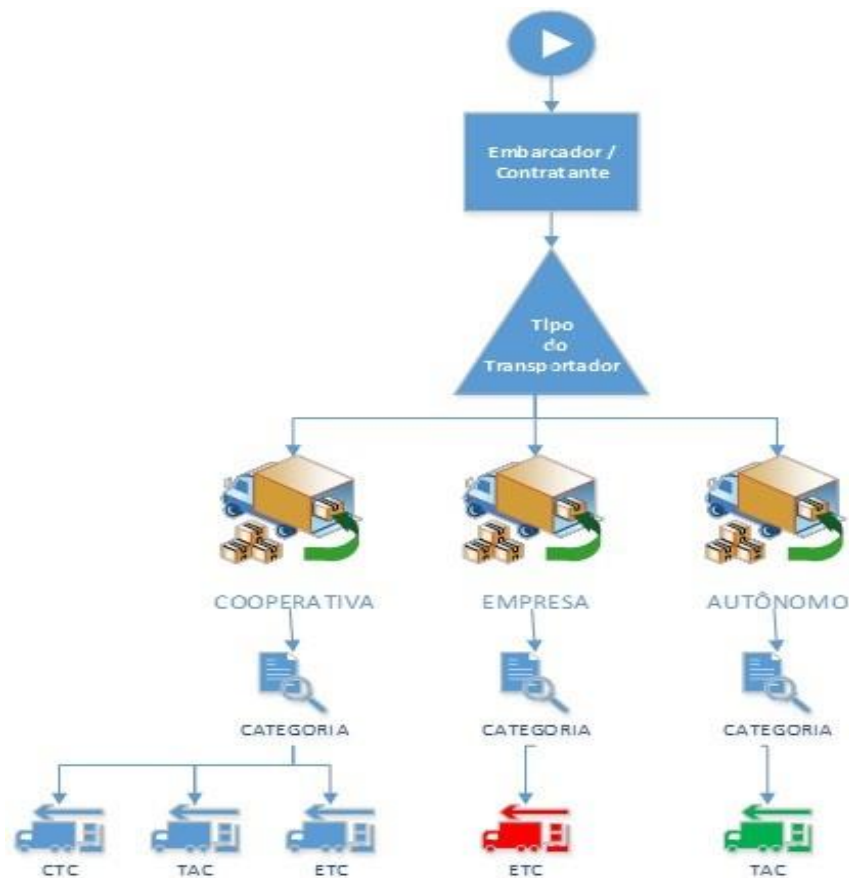 Embarcador /
Contratante
Tipo
do
Transportador
COOPERATIVA
EMPRESA
AUTÔNOMO
CATEGORIA
CATEGORIA
CATEGORIA
CTC
TAC
ETC
ETC
TAC